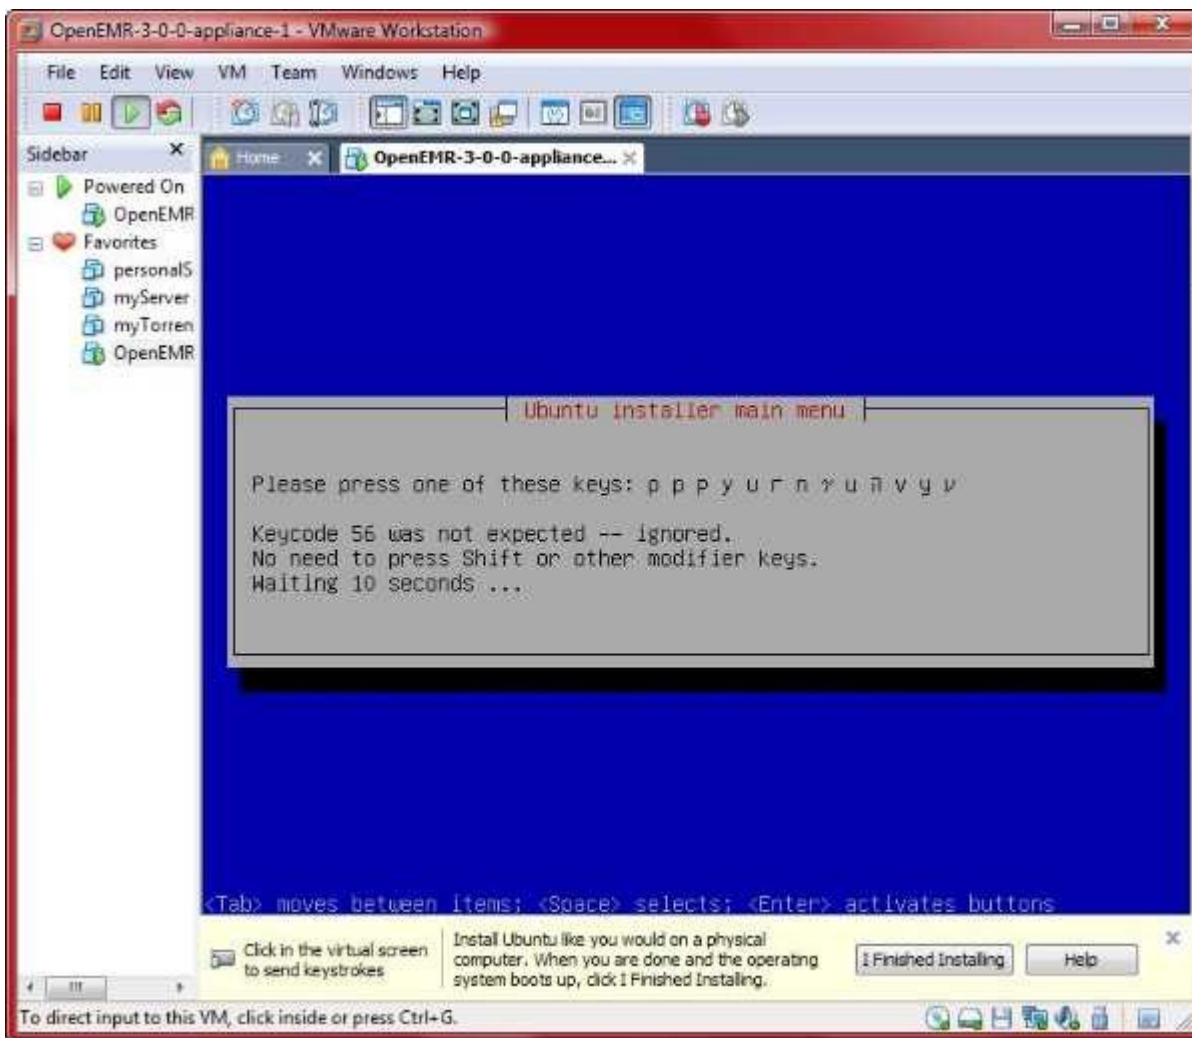 OpenEMR-3-0-0-appliance-1 - VMware Workstation
File Edit View VM Team Windows Help
Sidebar
Home
OpenEMR-3-0-0-appliance...
Powered On
OpenEMR
Favorites
personalS
myServer
myTorren
OpenEMR
Ubuntu installer main menu
Please press one of these keys: p y u r n u v y
Keycode 56 was not expected -- ignored.
No need to press Shift or other modifier keys.
Waiting 10 seconds ...
<Tab> moves between items; <Space> selects; <Enter> activates buttons
Click in the virtual screen
to send keystrokes
Install Ubuntu like you would on a physical
computer. When you are done and the operating
system boots up, click I Finished Installing.
I Finished Installing
Help
To direct input to this VM, click inside or press Ctrl+G.